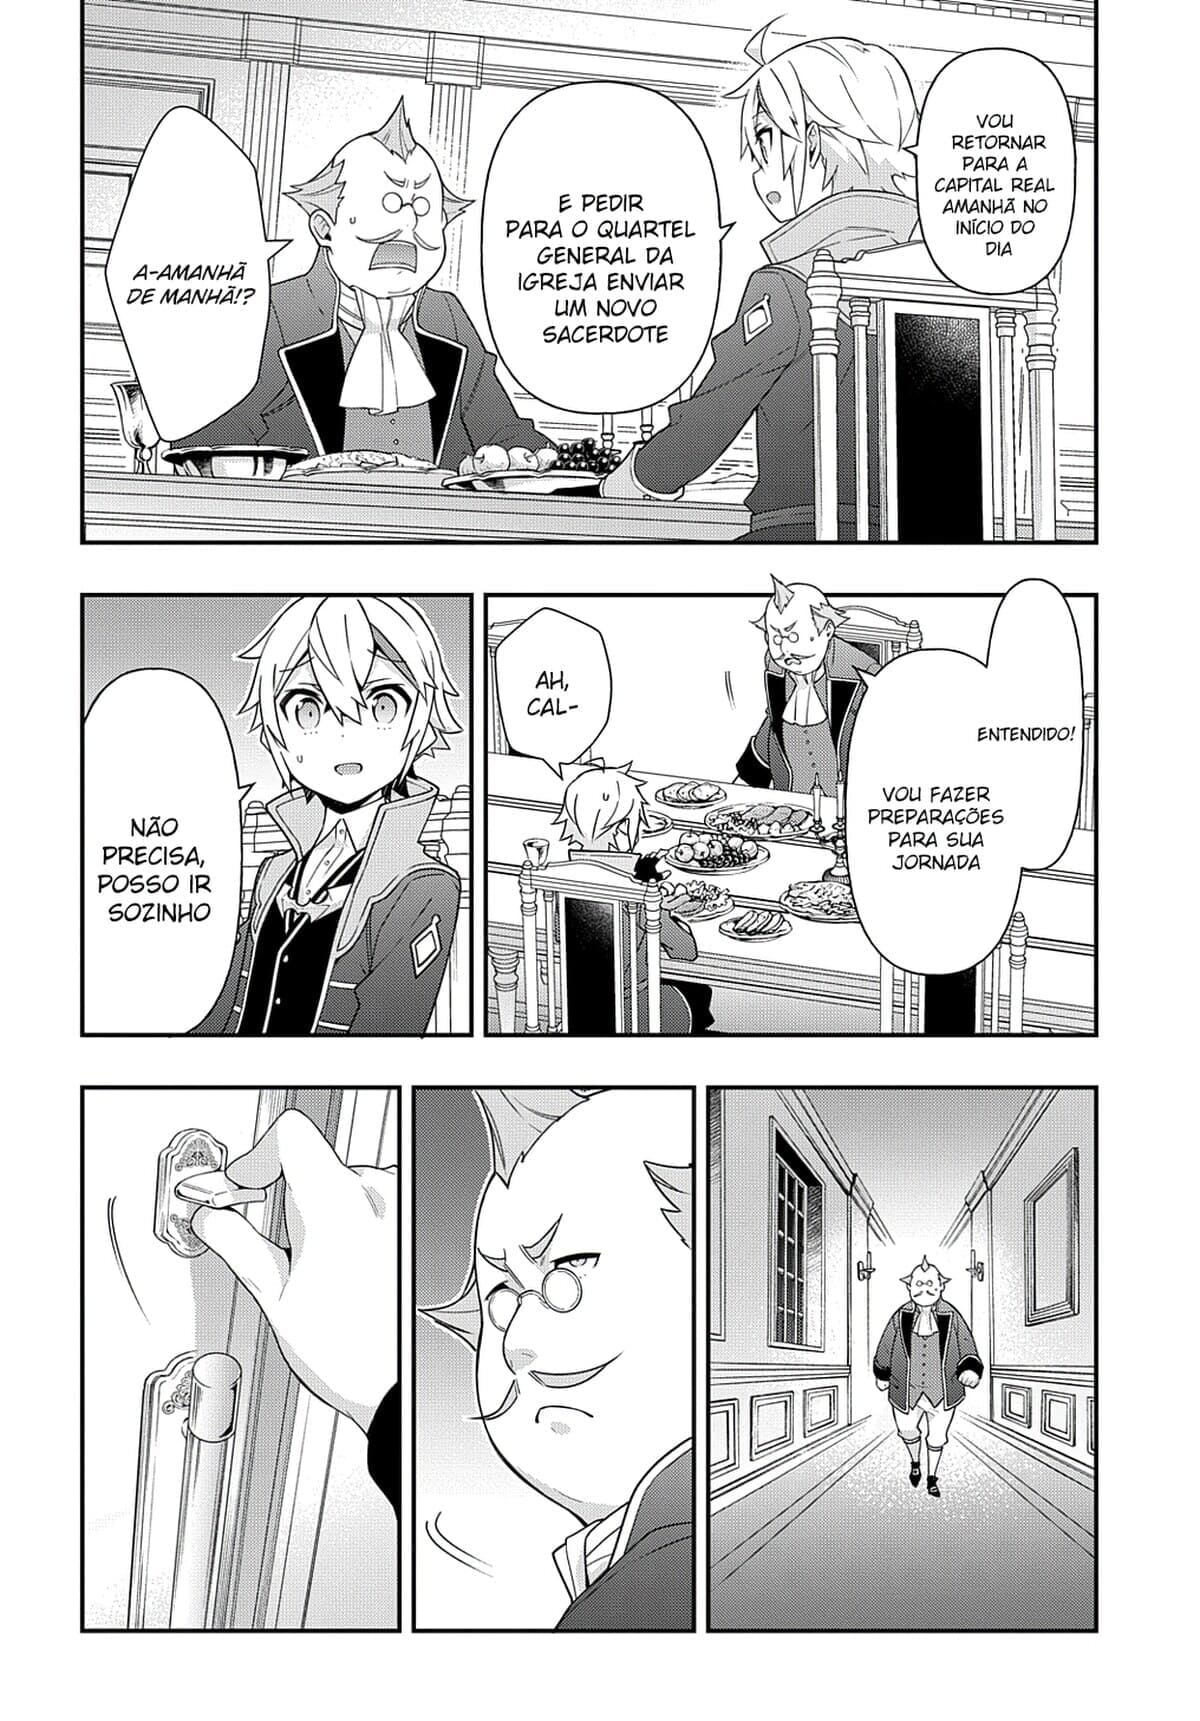 VOU
RETORNAR
PARA A
CAPITAL REAL
AMANHÃ NO
INÍCIO DO
DIA
E PEDIR
PARA O QUARTEL
GENERAL DA
IGREJA ENVIAR
UM NOVO
SACERDOTE
A-AMANHÃ
DE MANHÃ!?
ENTENDIDO!
VOU FAZER
PREPARAÇÕES
PARA SUA
JORNADA
AH,
CAL-
NÃO
PRECISA,
POSSO IR
SOZINHO